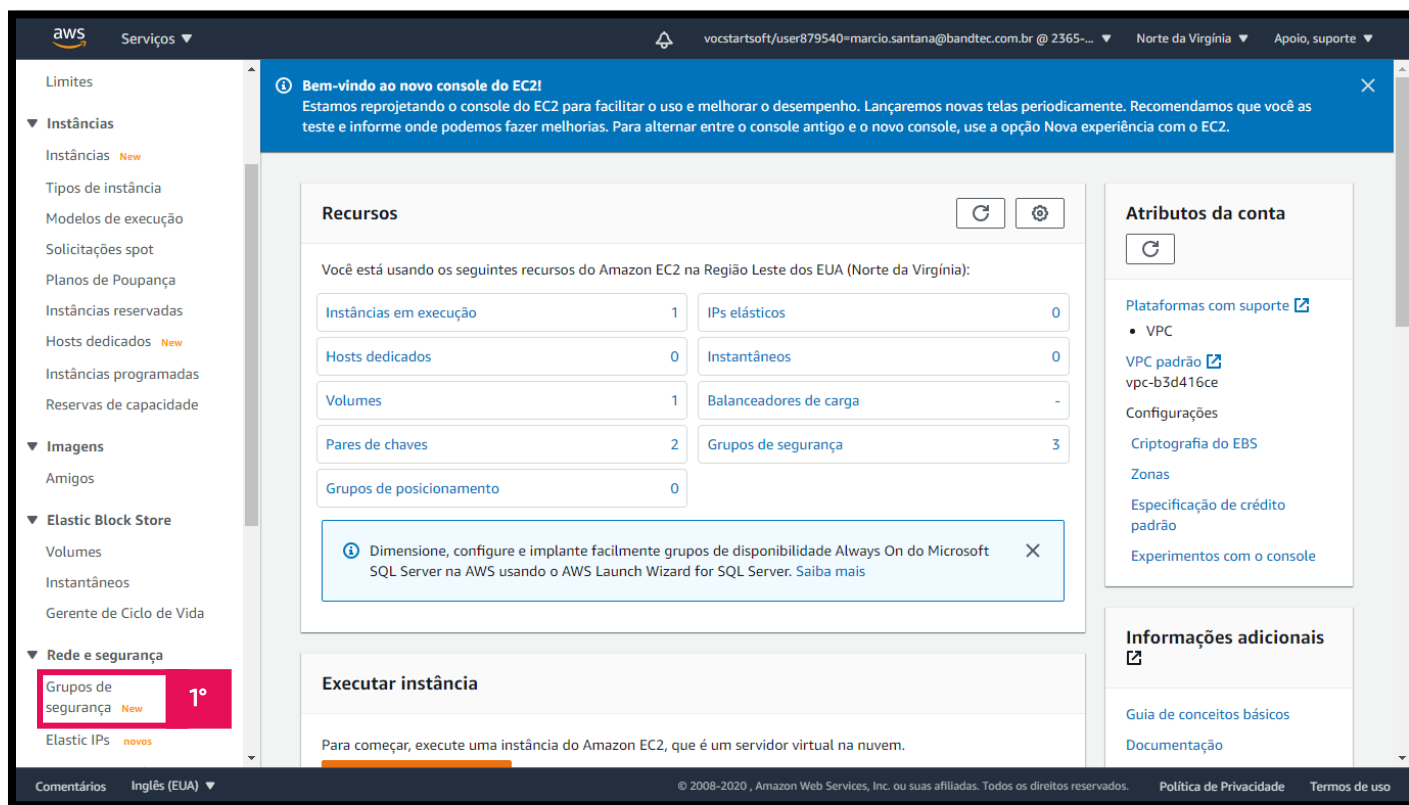 aws
Serviços ▼
vocstartsoft/user879540=marcio.santana@bandtec.com.br @ 2365-... ▼
Norte da Virgínia ▼
Apoio, suporte ▼
Limites
▼ Instâncias
Instâncias New
Tipos de instância
Modelos de execução
Solicitações spot
Planos de Poupança
Instâncias reservadas
Hosts dedicados New
Instâncias programadas
Reservas de capacidade
▼ Imagens
Amigos
▼ Elastic Block Store
Volumes
Instantâneos
Gerente de Ciclo de Vida
▼ Rede e segurança
Grupos de
segurança New
1º
Elastic IPs novos
Bem-vindo ao novo console do EC2!
Estamos reprojetando o console do EC2 para facilitar o uso e melhorar o desempenho. Lançaremos novas telas periodicamente. Recomendamos que você as
teste e informe onde podemos fazer melhorias. Para alternar entre o console antigo e o novo console, use a opção Nova experiência com o EC2.
Recursos
Você está usando os seguintes recursos do Amazon EC2 na Região Leste dos EUA (Norte da Virgínia):
Instâncias em execução 1
IPs elásticos 0
Hosts dedicados 0
Instantâneos 0
Volumes 1
Balanceadores de carga -
Pares de chaves 2
Grupos de segurança 3
Grupos de posicionamento 0
Dimensione, configure e implante facilmente grupos de disponibilidade Always On do Microsoft
SQL Server na AWS usando o AWS Launch Wizard for SQL Server. Saiba mais
Executar instância
Para começar, execute uma instância do Amazon EC2, que é um servidor virtual na nuvem.
Atributos da conta
Plataformas com suporte
• VPC
VPC padrão
vpc-b3d416ce
Configurações
Criptografia do EBS
Zonas
Especificação de crédito
padrão
Experimentos com o console
Informações adicionais
Guia de conceitos básicos
Documentação
Comentários
Inglês (EUA) ▼
© 2008-2020 , Amazon Web Services, Inc. ou suas afiliadas. Todos os direitos reservados.
Política de Privacidade
Termos de uso